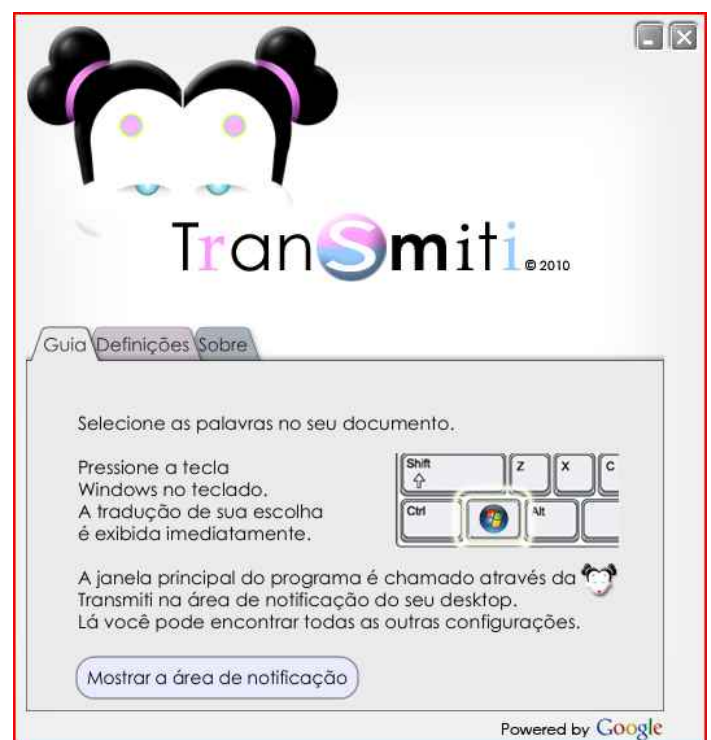 TranSmiti © 2010
Guia Definições Sobre
Selecione as palavras no seu documento.
Pressione a tecla
Windows no teclado.
A tradução de sua escolha
é exibida imediatamente.
Shift Z X C
Ctrl Alt
A janela principal do programa é chamado através da
Transmiti na área de notificação do seu desktop.
Lá você pode encontrar todas as outras configurações.
Mostrar a área de notificação
Powered by Google